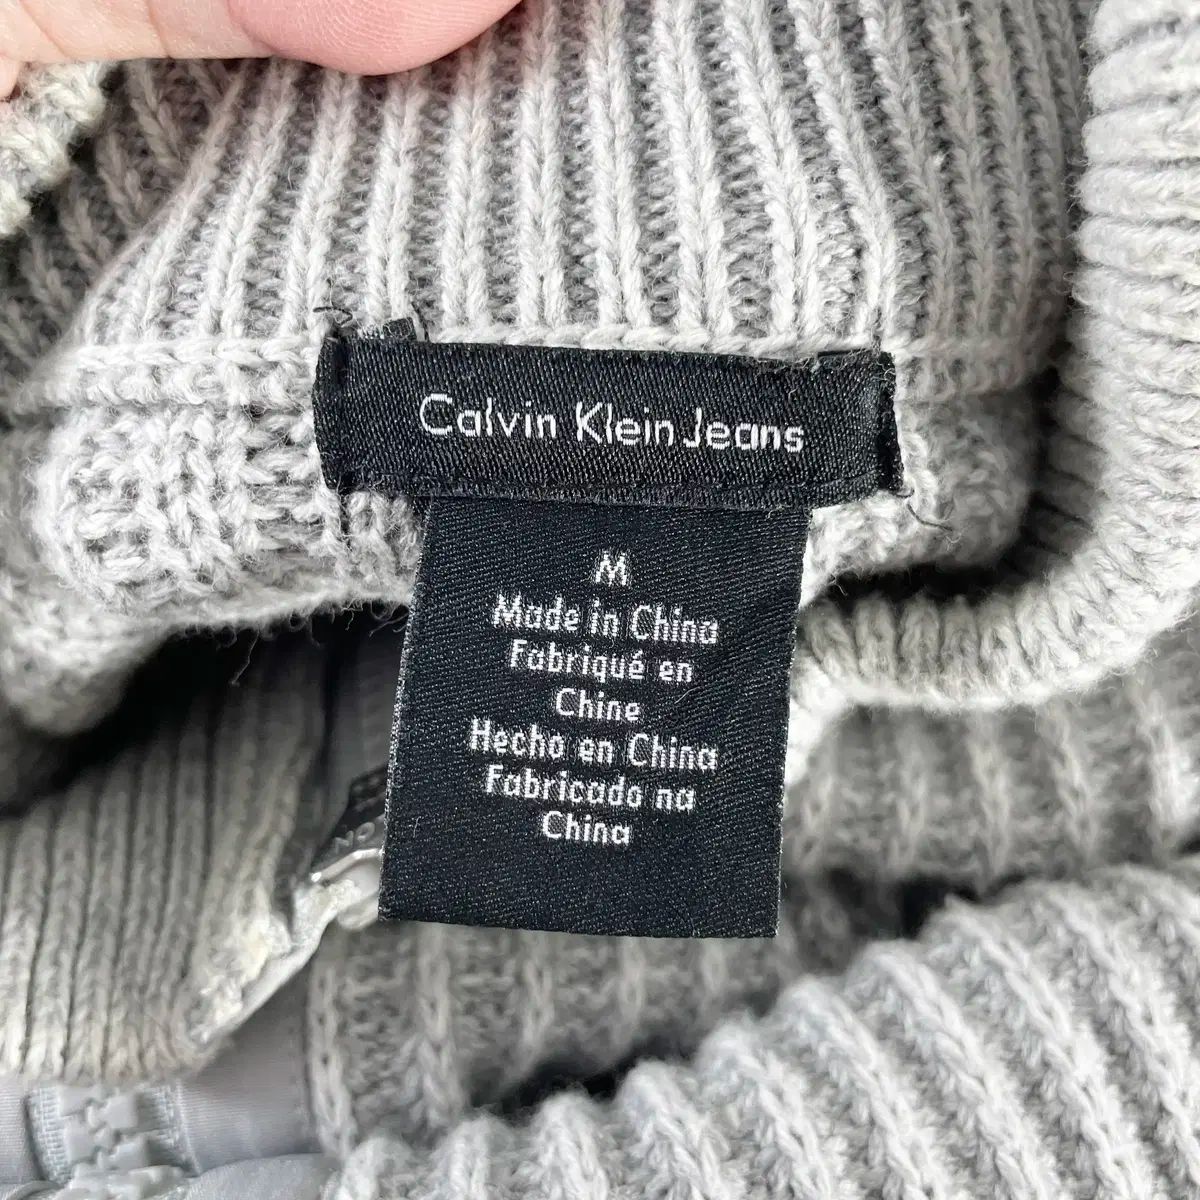 Calvin Klein Jeans
M
Made in China
Fabriqué en
Chine
Hecho en China
Fabricado na
China